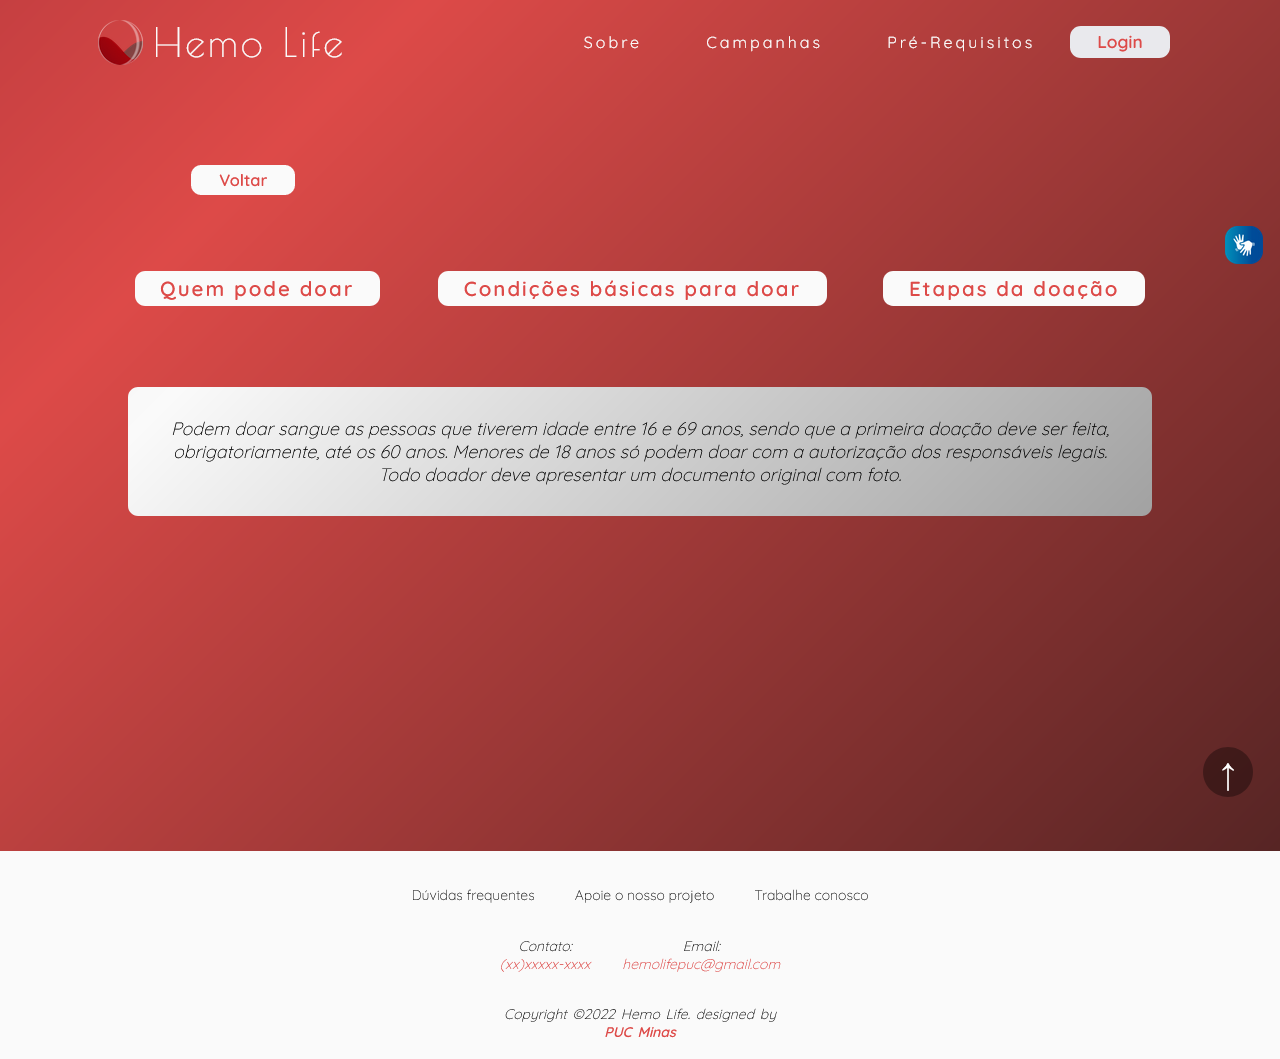 Hemo Life
Sobre
Campanhas
Pré-Requisitos
Login
Voltar
Quem pode doar
Condições básicas para doar
Etapas da doação
Podem doar sangue as pessoas que tiverem idade entre 16 e 69 anos, sendo que a primeira doação deve ser feita,
obrigatoriamente, até os 60 anos. Menores de 18 anos só podem doar com a autorização dos responsáveis legais.
Todo doador deve apresentar um documento original com foto.
↑
Dúvidas frequentes
Apoie o nosso projeto
Trabalhe conosco
Contato:
(xx)xxxxx-xxxx
Email:
hemolifepuc@gmail.com
Copyright ©2022 Hemo Life. designed by
PUC Minas